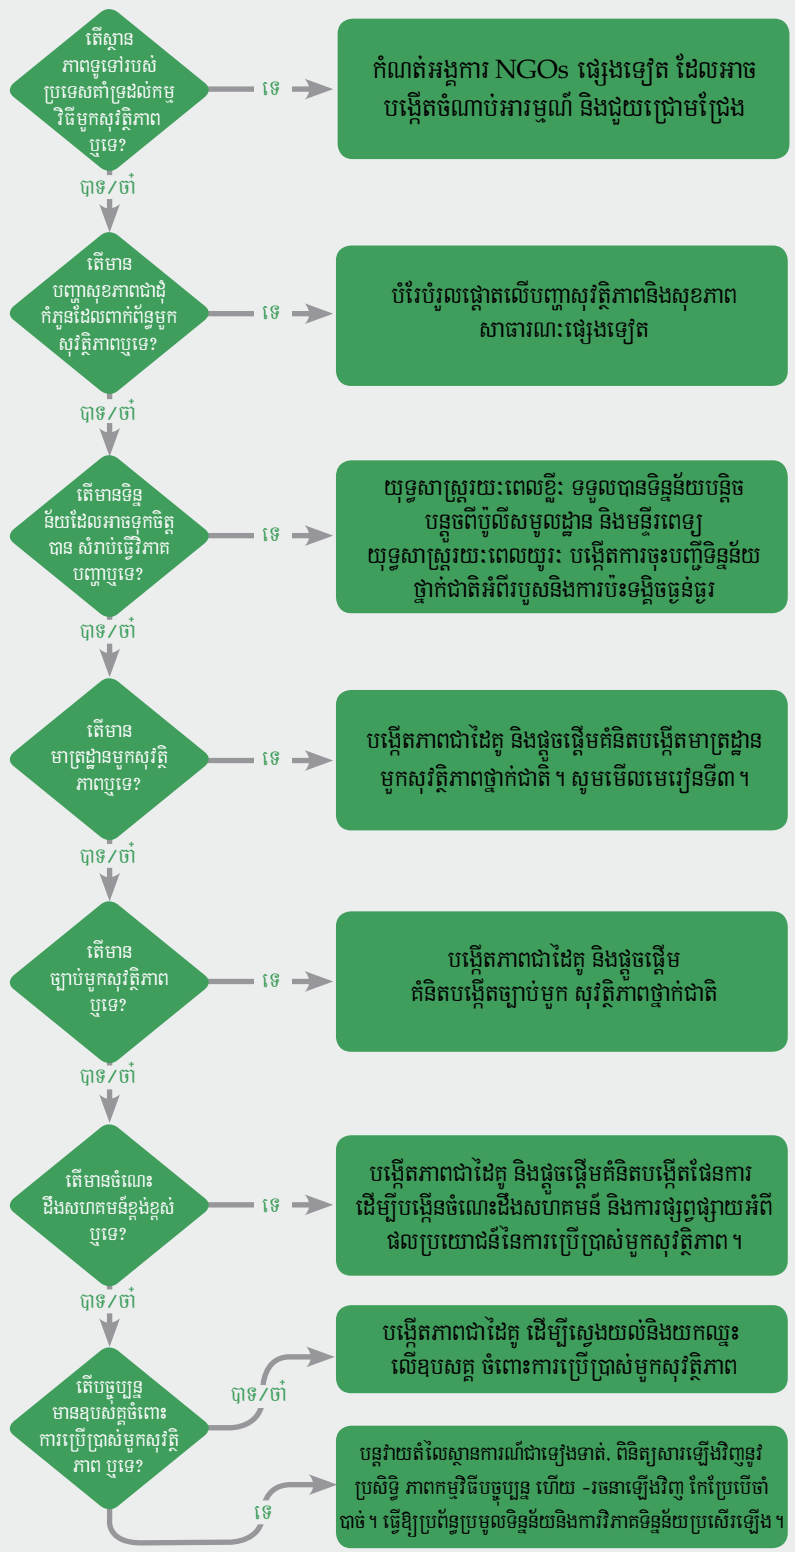 តើស្ថាន
ភាពទូទៅរបស់
ប្រទេសគាំទ្រដល់កម្ម
វិធីមួកសុវត្ថិភាព
ឬទេ?
ទេ
កំណត់អង្គការ NGOs ផ្សេងទៀត ដែលអាច
បង្កើតចំណាប់អារម្មណ៍ និងជួយជ្រោមជ្រែង
បាទ/ចា៎
តើមាន
បញ្ហាសុខភាពជាដុំ
កំភួនដែលពាក់ព័ន្ធមួក
សុវត្ថិភាពឬទេ?
ទេ
បំរែបំរួលផ្តោតលើបញ្ហាសុវត្ថិភាពនិងសុខភាព
សាធារណៈផ្សេងទៀត
បាទ/ចា៎
តើមានទិន្ន
ន័យដែលអាចទុកចិត្ត
បាន សំរាប់ធ្វើវិភាគ
បញ្ហាឬទេ?
ទេ
យុទ្ធសាស្ត្ររយៈពេលខ្លីៈ ទទួលបានទិន្នន័យបន្តិច
បន្តួចពីប៉ូលីសមូលដ្ឋាន និងមន្ទីរពេទ្យ
យុទ្ធសាស្ត្ររយៈពេលយូរៈ បង្កើតការចុះបញ្ជីទិន្នន័យ
ថ្នាក់ជាតិអំពីរបួសនិងការប៉ះទង្គិចធ្ងន់ធ្ងរ
បាទ/ចា៎
តើមាន
មាត្រដ្ឋានមួកសុវត្ថិ
ភាពឬទេ?
ទេ
បង្កើតភាពជាដៃគូ និងផ្តួចផ្តើមគំនិតបង្កើតមាត្រដ្ឋាន
មួកសុវត្ថិភាពថ្នាក់ជាតិ។ សូមមើលមេរៀនទី៣។
បាទ/ចា៎
តើមាន
ច្បាប់មួកសុវត្ថិភាព
ឬទេ?
ទេ
បង្កើតភាពជាដៃគូ និងផ្តួចផ្តើម
គំនិតបង្កើតច្បាប់មួក សុវត្ថិភាពថ្នាក់ជាតិ
បាទ/ចា៎
តើមានចំណេះ
ដឹងសហគមន៍ខ្ពង់ខ្ពស់
ឬទេ?
ទេ
បង្កើតភាពជាដៃគូ និងផ្តួចផ្តើមគំនិតបង្កើតផែនការ
ដើម្បីបង្កើនចំណេះដឹងសហគមន៍ និងការផ្សព្វផ្សាយអំពី
ផលប្រយោជន៍នៃការប្រើប្រាស់មួកសុវត្ថិភាព។
បាទ/ចា៎
តើបច្ចុប្បន្ន
មានឧបសគ្គចំពោះ
ការប្រើប្រាស់មួកសុវត្ថិ
ភាព ឬទេ?
បាទ/ចា៎
បង្កើតភាពជាដៃគូ ដើម្បីស្វែងយល់និងយកឈ្នះ
លើឧបសគ្គ ចំពោះការប្រើប្រាស់មួកសុវត្ថិភាព
ទេ
បន្តវាយតំលៃស្ថានការណ៍ជាទៀងទាត់, ពិនិត្យសារឡើងវិញនូវ
ប្រសិទ្ធិ ភាពកម្មវិធីបច្ចុប្បន្ន ហើយ -រចនាឡើងវិញ កែប្រែបើចាំ
បាច់។ ធ្វើឱ្យប្រព័ន្ធប្រមូលទិន្នន័យនិងការវិភាគទិន្នន័យប្រសើរឡើង។